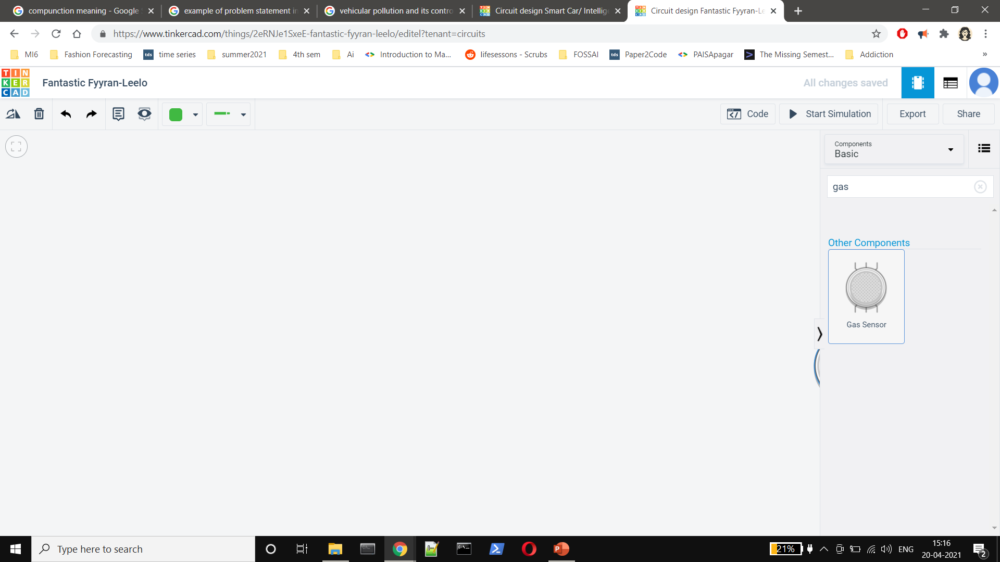 compunction meaning - Google
example of problem statement in
vehicular pollution and its contro
Circuit design Smart Car/ Intellig
Circuit design Fantastic Fyyran-Le
https://www.tinkercad.com/things/2eRNJe1SxeE-fantastic-fyyran-leelo/editel?tenant=circuits
MI6
Fashion Forecasting
tds
time series
summer2021
4th sem
Ai
Introduction to Ma...
lifesessons - Scrubs
FOSSAI
tds
Paper2Code
PAISApagar
The Missing Semest...
Addiction
»
TIN
KER
CAD
Fantastic Fyyran-Leelo
All changes saved
Code
Start Simulation
Export
Share
Components
Basic
gas
Other Components
Gas Sensor
Type here to search
21%
ENG
15:16
20-04-2021
2